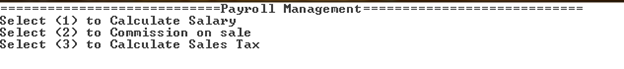 ===========================Payroll Management===========================
Select (1) to Calculate Salary
Select (2) to Commission on sale
Select (3) to Calculate Sales Tax